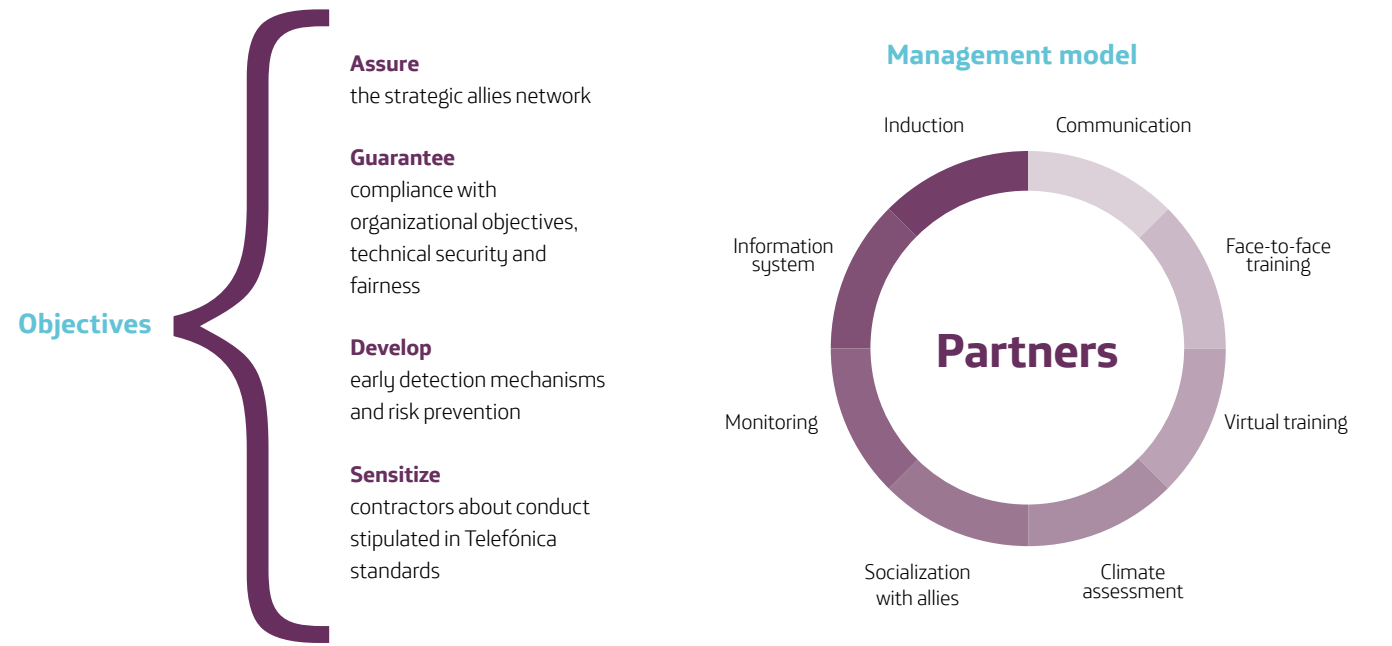 Objectives
Assure
the strategic allies network
Guarantee
compliance with
organizational objectives,
technical security and
fairness
Develop
early detection mechanisms
and risk prevention
Sensitize
contractors about conduct
stipulated in Telefónica
standards
Management model
Induction
Communication
Information
system
Face-to-face
training
Partners
Monitoring
Virtual training
Socialization
with allies
Climate
assessment